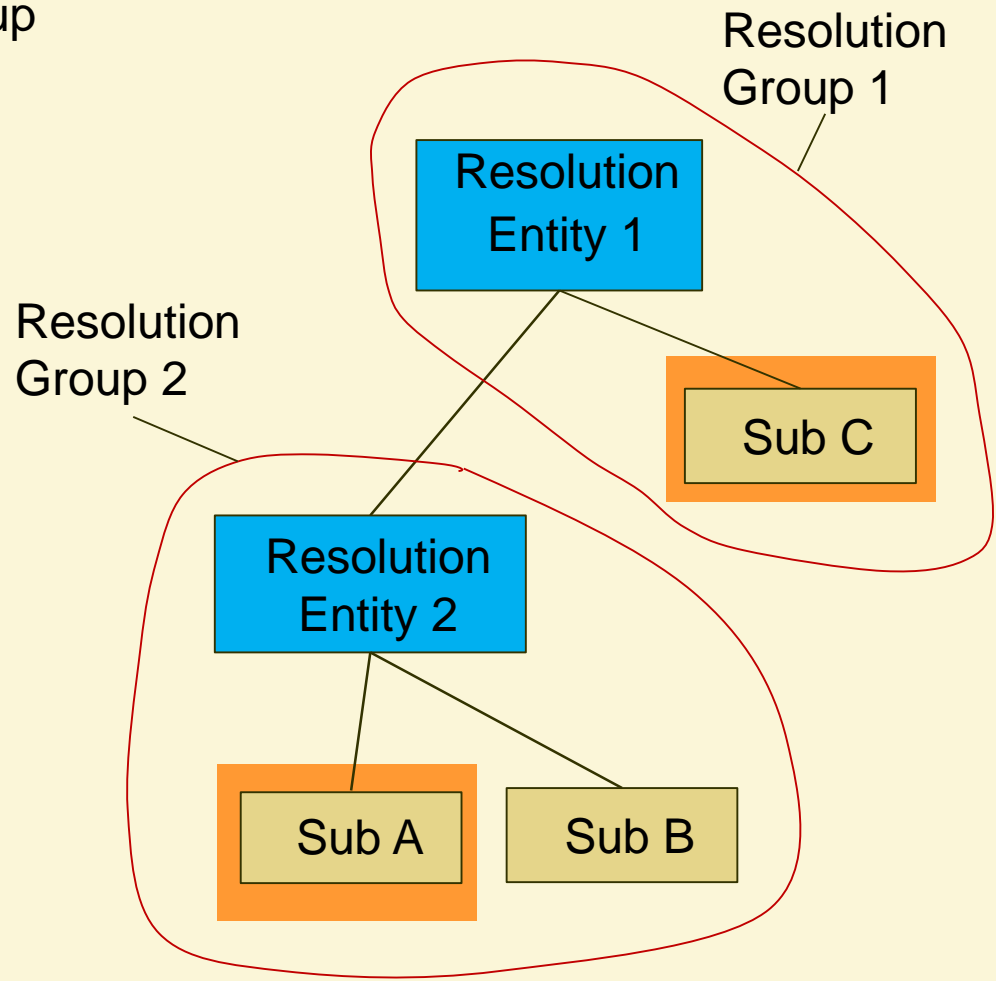 up
Resolution
Group 1
Resolution
Entity 1
Resolution
Group 2
Sub C
Resolution
Entity 2
Sub A
Sub B